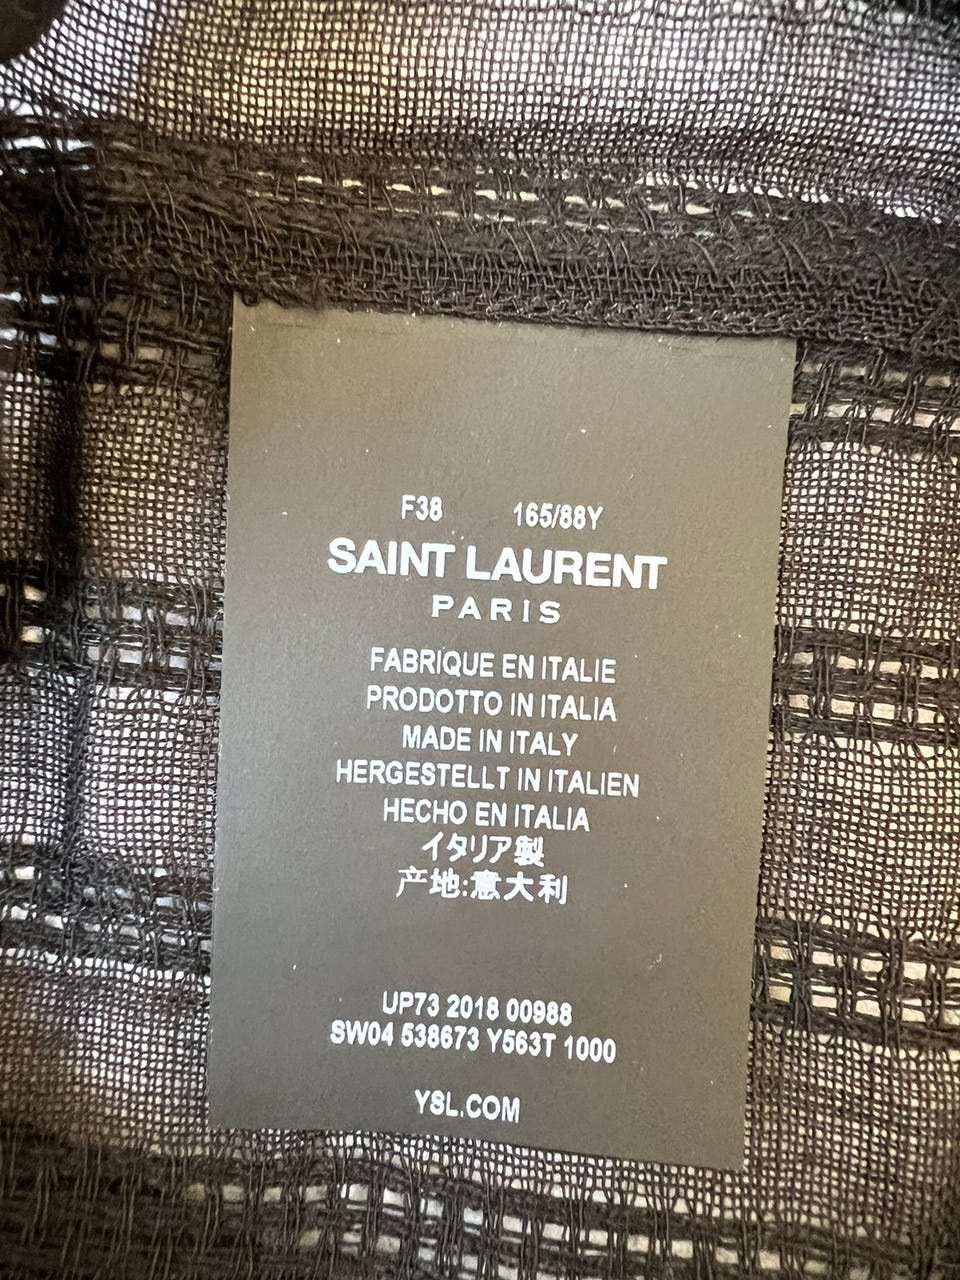 F38 165/88Y
SAINT LAURENT
PARIS
FABRIQUE EN ITALIE
PRODOTTO IN ITALIA
MADE IN ITALY
HERGESTELLT IN ITALIEN
HECHO EN ITALIA
イタリア製
产地:意大利
UP73 2018 00988
SW04 538673 Y563T 1000
YSL.COM